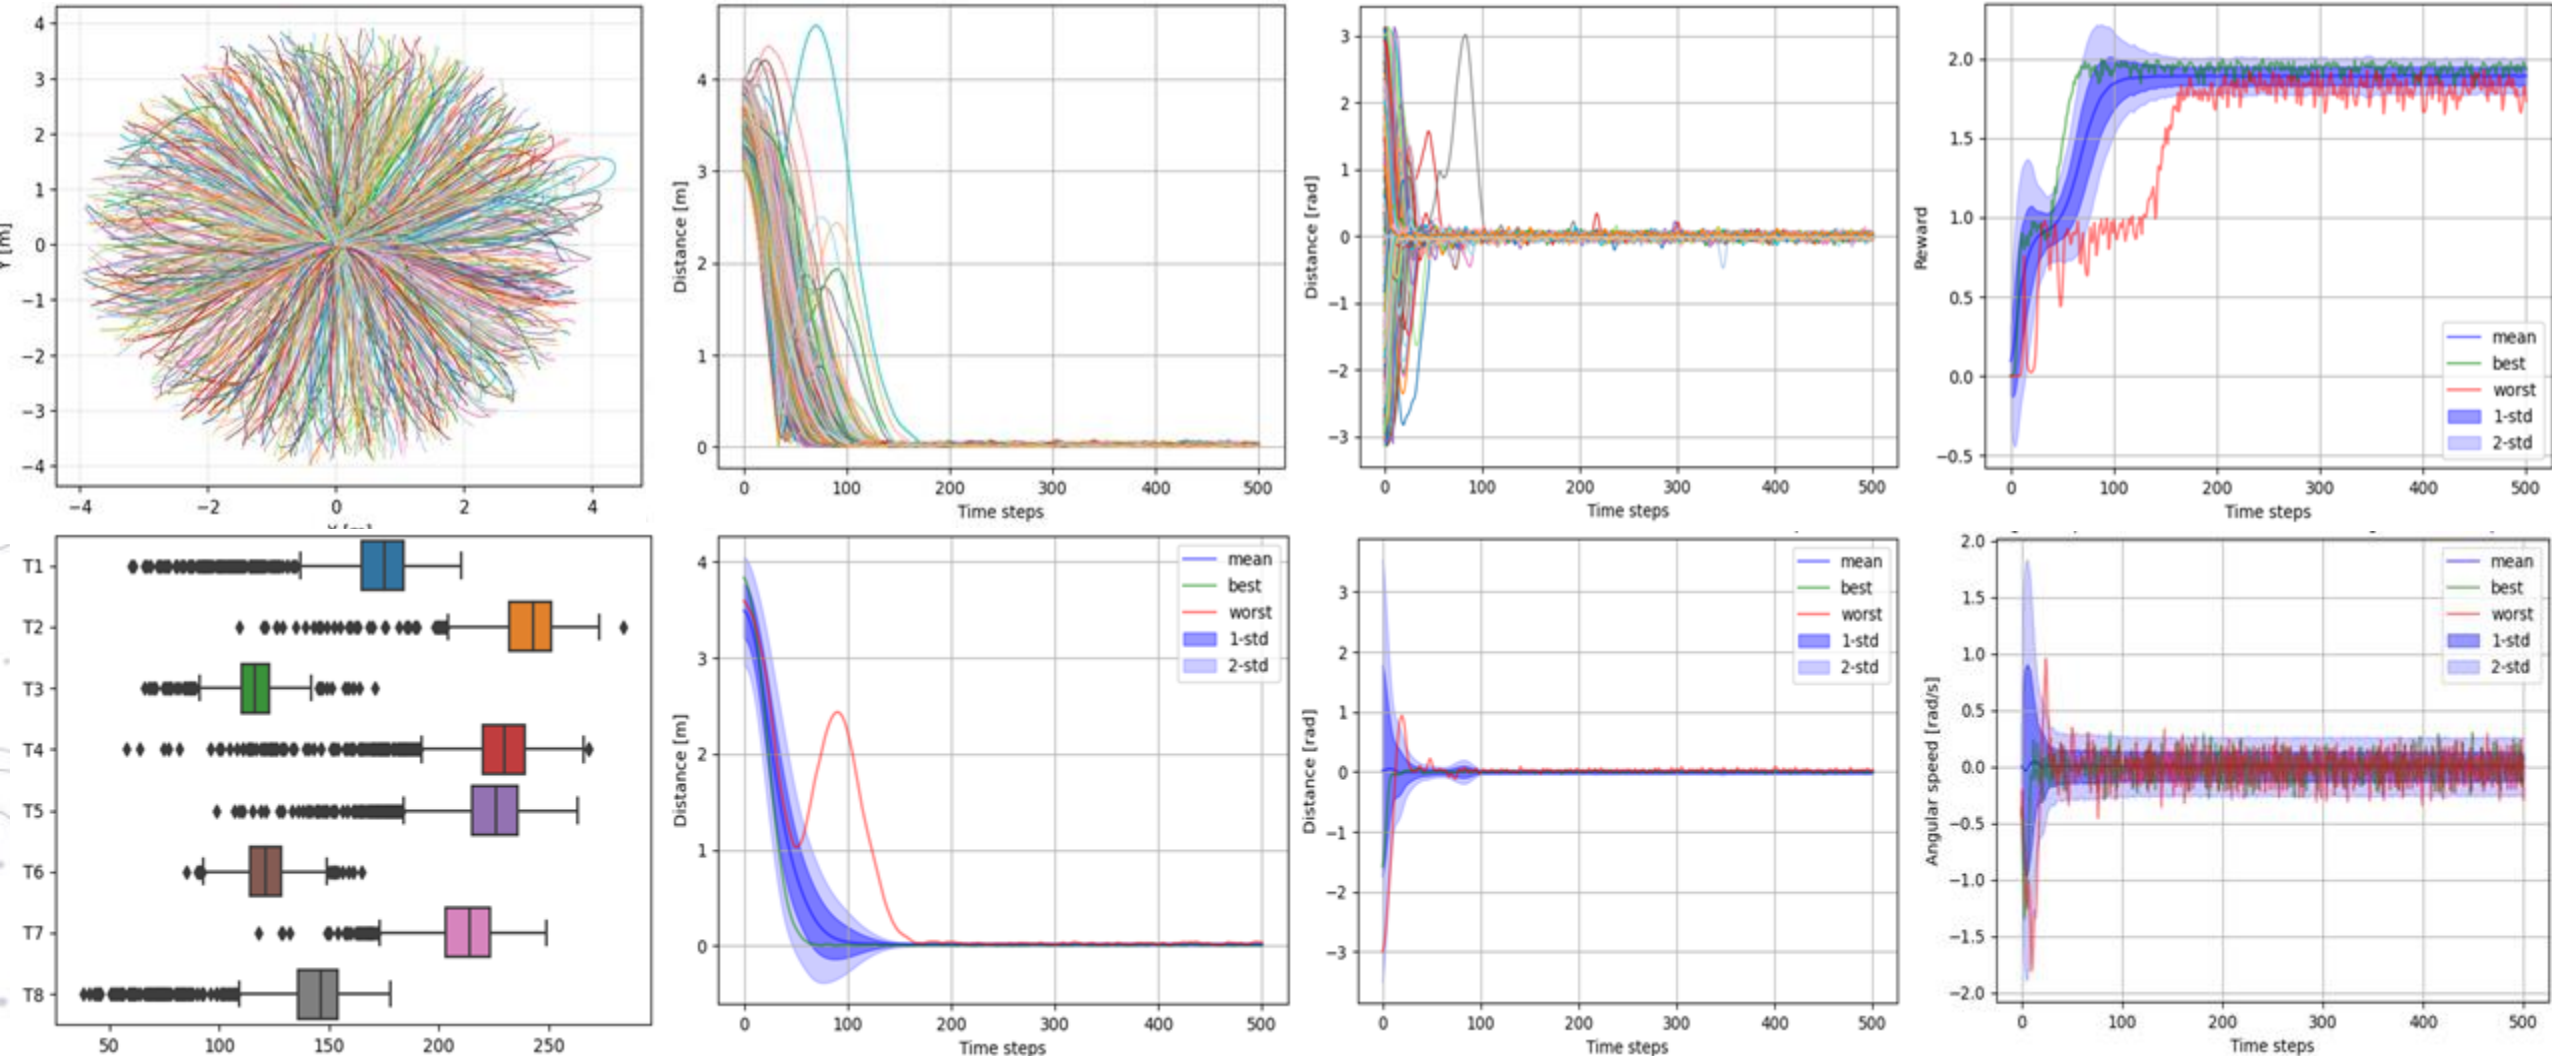 4
3
2
1
0
−1
−2
−3
−4
Y [m]
−4 −2 0 2 4
X [m]
4
3
2
1
0
Distance [m]
0 100 200 300 400 500
Time steps
3
2
1
0
−1
−2
−3
Distance [rad]
0 100 200 300 400 500
Time steps
2.0
1.5
1.0
0.5
0.0
−0.5
Reward
mean
best
worst
1-std
2-std
0 100 200 300 400 500
Time steps
T1
T2
T3
T4
T5
T6
T7
T8
50 100 150 200 250
4
3
2
1
0
Distance [m]
mean
best
worst
1-std
2-std
0 100 200 300 400 500
Time steps
3
2
1
0
−1
−2
−3
Distance [rad]
mean
best
worst
1-std
2-std
0 100 200 300 400 500
Time steps
2.0
1.5
1.0
0.5
0.0
−0.5
−1.0
−1.5
−2.0
Angular speed [rad/s]
mean
best
worst
1-std
2-std
0 100 200 300 400 500
Time steps